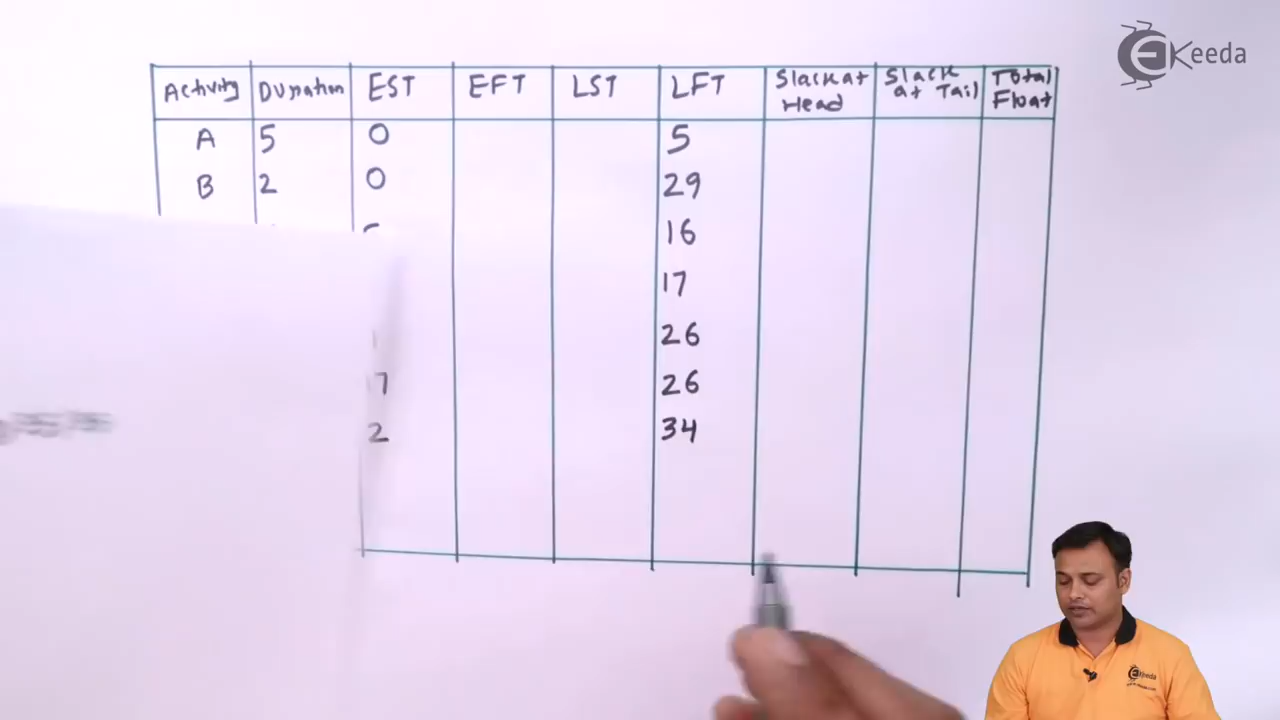 EKeeda
Activity Duration EST EFT LST LFT Slack at Head Slack at Tail Total Float
A 5 0 5
B 2 0 29
16
17
26
7 26
2 34